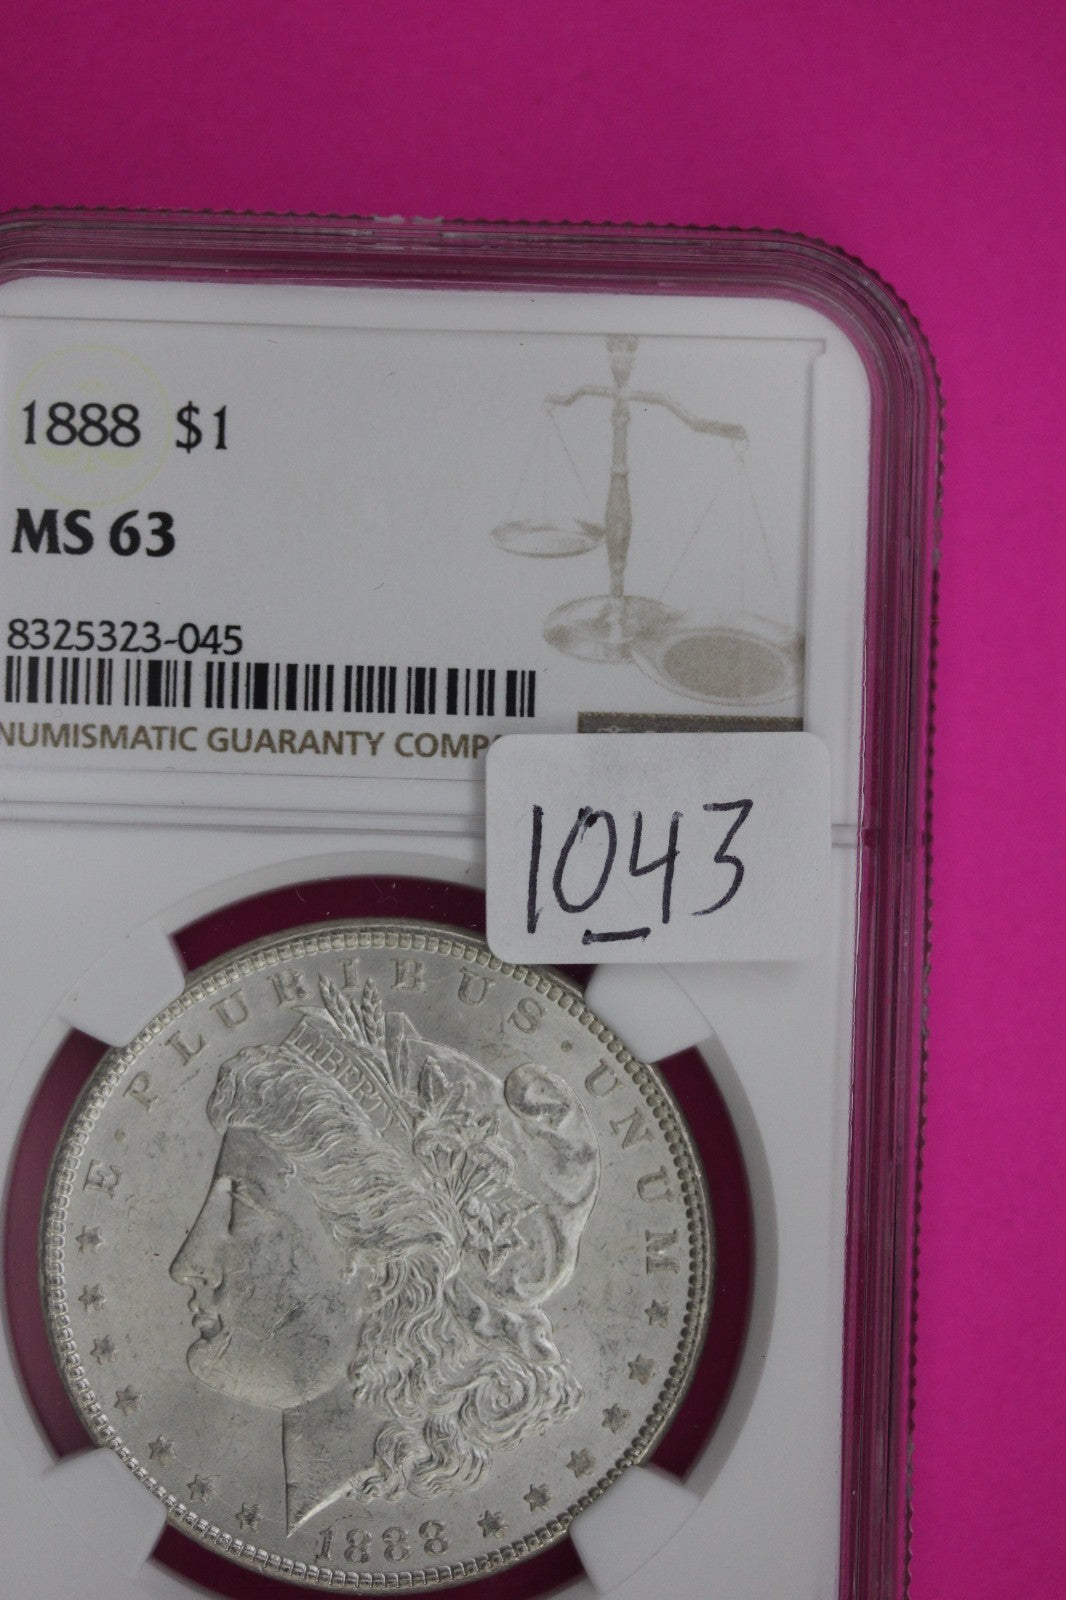 1888 $1
MS 63
8325323-045
NUMISMATIC GUARANTY COMP
1043
E · PLURIBUS · UNUM
LIBERTY
1888